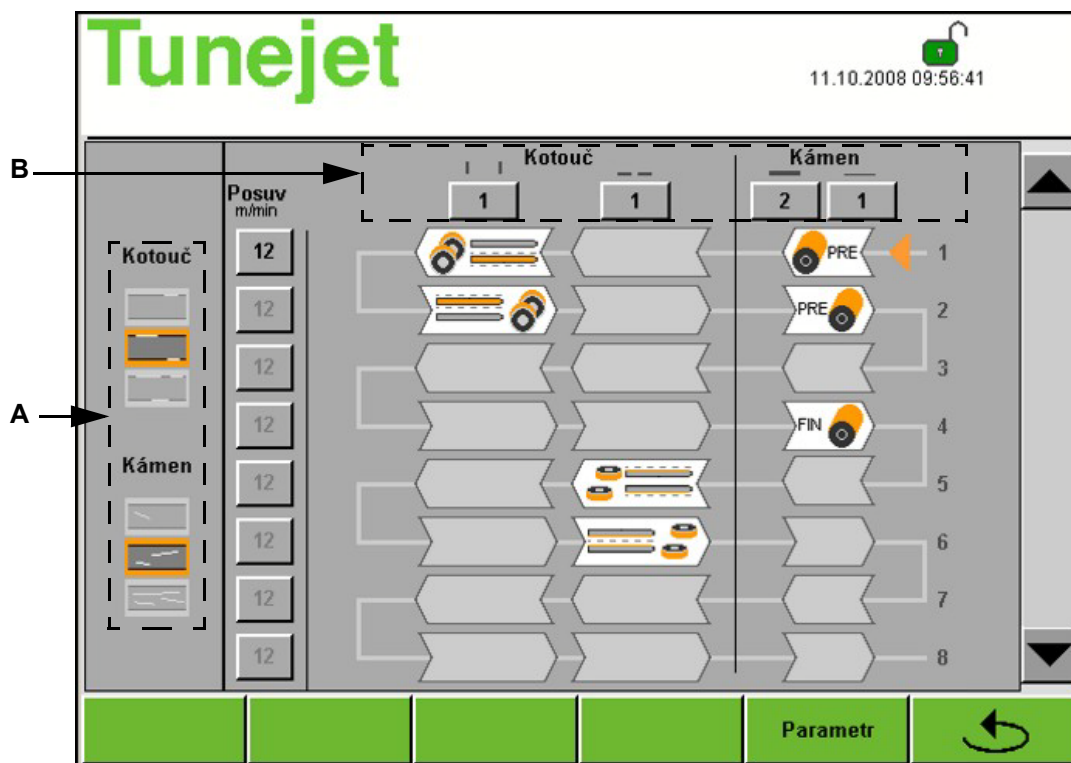 Tunejet
11.10.2008 09:56:41
B
Kotouč
Kámen
1
1
2
1
Posuv
m/min
A
Kotouč
Kámen
12
PRE
1
12
PRE
2
12
3
12
FIN
4
12
5
12
6
12
7
12
8
Parametr